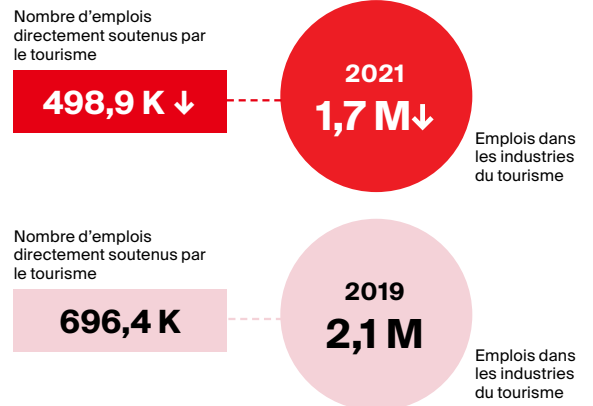 Nombre d'emplois
directement soutenus par
le tourisme
498,9 K ↓
2021
1,7 M↓
Emplois dans
les industries
du tourisme
Nombre d'emplois
directement soutenus par
le tourisme
696,4 K
2019
2,1 M
Emplois dans
les industries
du tourisme